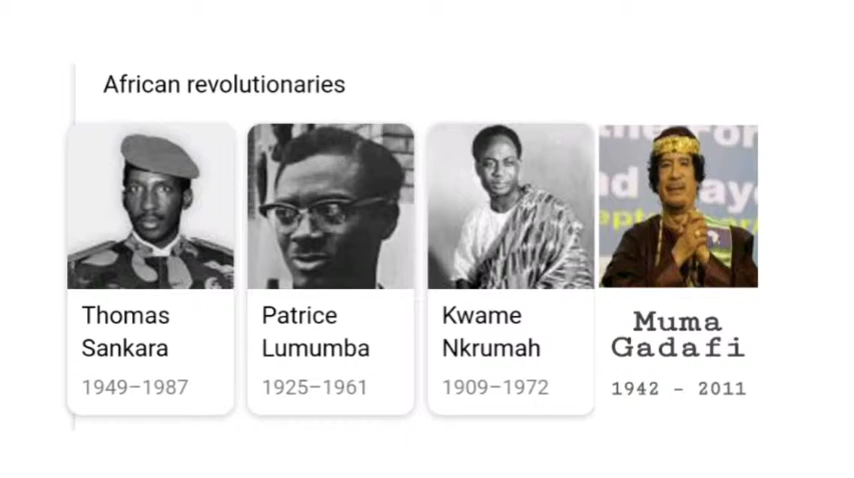 African revolutionaries
Thomas
Sankara
1949–1987
Patrice
Lumumba
1925–1961
Kwame
Nkrumah
1909–1972
Muma
Gadafi
1942 - 2011